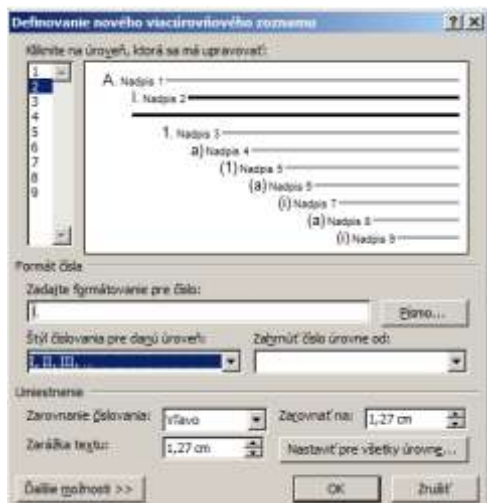 Definovanie nového viacúrovňového zoznamu
Kliknite na úroveň, ktorá sa má upravovať:
1
2
3
4
5
6
7
8
9
A. Nadpis 1
I. Nadpis 2
1. Nadpis 3
a) Nadpis 4
(1) Nadpis 5
(a) Nadpis 6
(i) Nadpis 7
(a) Nadpis 8
(i) Nadpis 9
Formát čísla
Zadajte formátovanie pre číslo:
I.
Písmo...
Štýl číslovania pre danú úroveň:
Zahrnúť číslo úrovne od:
I, II, III, ...
Umiestnenie
Zarovnanie číslovania:
Vľavo
Zarovnať na:
1,27 cm
Zarážka textu:
1,27 cm
Nastaviť pre všetky úrovne...
Ďalšie možnosti >>
OK
Zrušiť